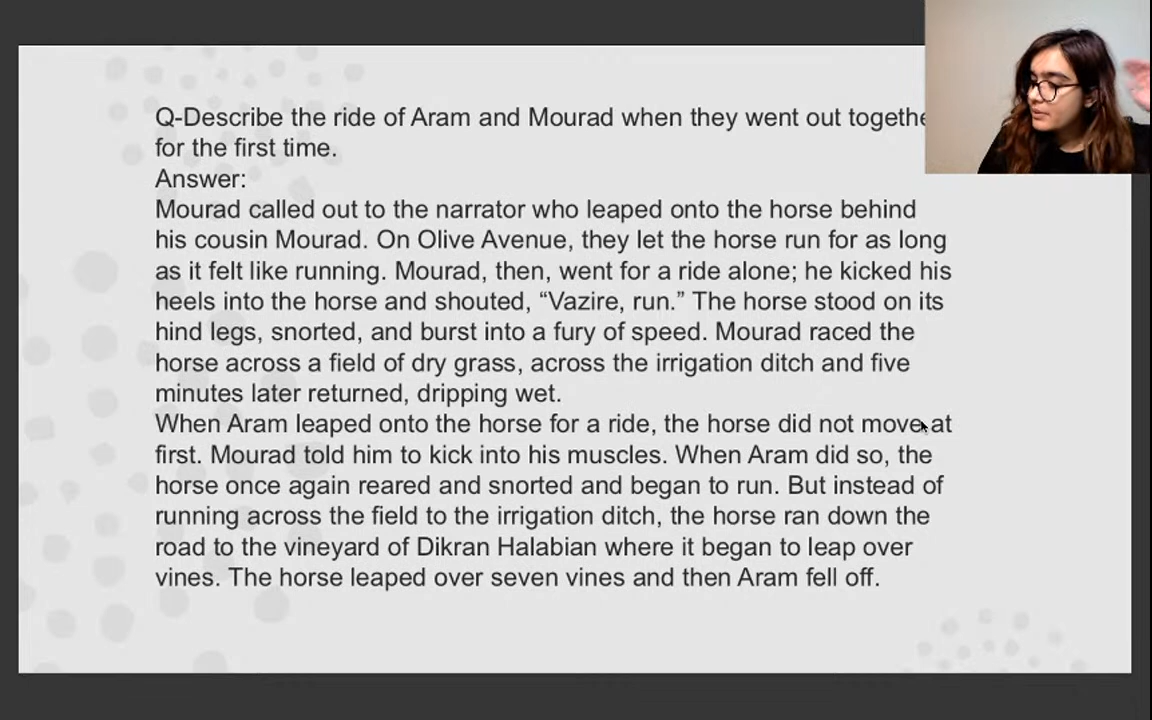 Q-Describe the ride of Aram and Mourad when they went out togethe
for the first time.
Answer:
Mourad called out to the narrator who leaped onto the horse behind
his cousin Mourad. On Olive Avenue, they let the horse run for as long
as it felt like running. Mourad, then, went for a ride alone; he kicked his
heels into the horse and shouted, “Vazire, run.” The horse stood on its
hind legs, snorted, and burst into a fury of speed. Mourad raced the
horse across a field of dry grass, across the irrigation ditch and five
minutes later returned, dripping wet.
When Aram leaped onto the horse for a ride, the horse did not move at
first. Mourad told him to kick into his muscles. When Aram did so, the
horse once again reared and snorted and began to run. But instead of
running across the field to the irrigation ditch, the horse ran down the
road to the vineyard of Dikran Halabian where it began to leap over
vines. The horse leaped over seven vines and then Aram fell off.